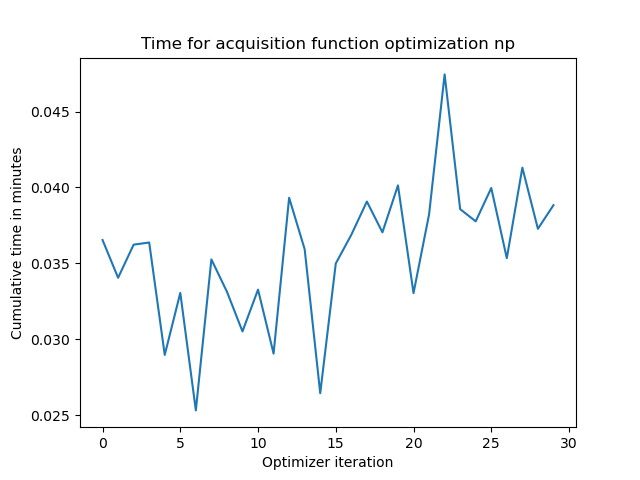 Time for acquisition function optimization np
Cumulative time in minutes
0.045
0.040
0.035
0.030
0.025
0 5 10 15 20 25 30
Optimizer iteration